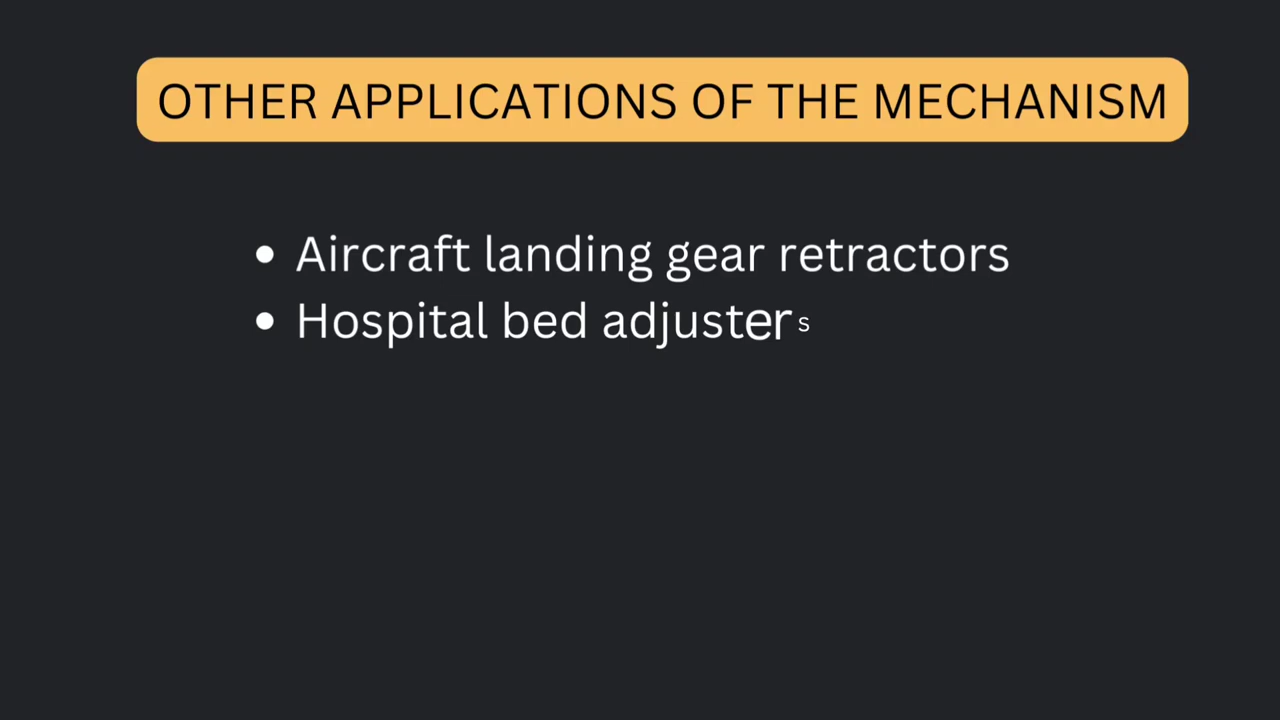 OTHER APPLICATIONS OF THE MECHANISM
• Aircraft landing gear retractors
• Hospital bed adjusters